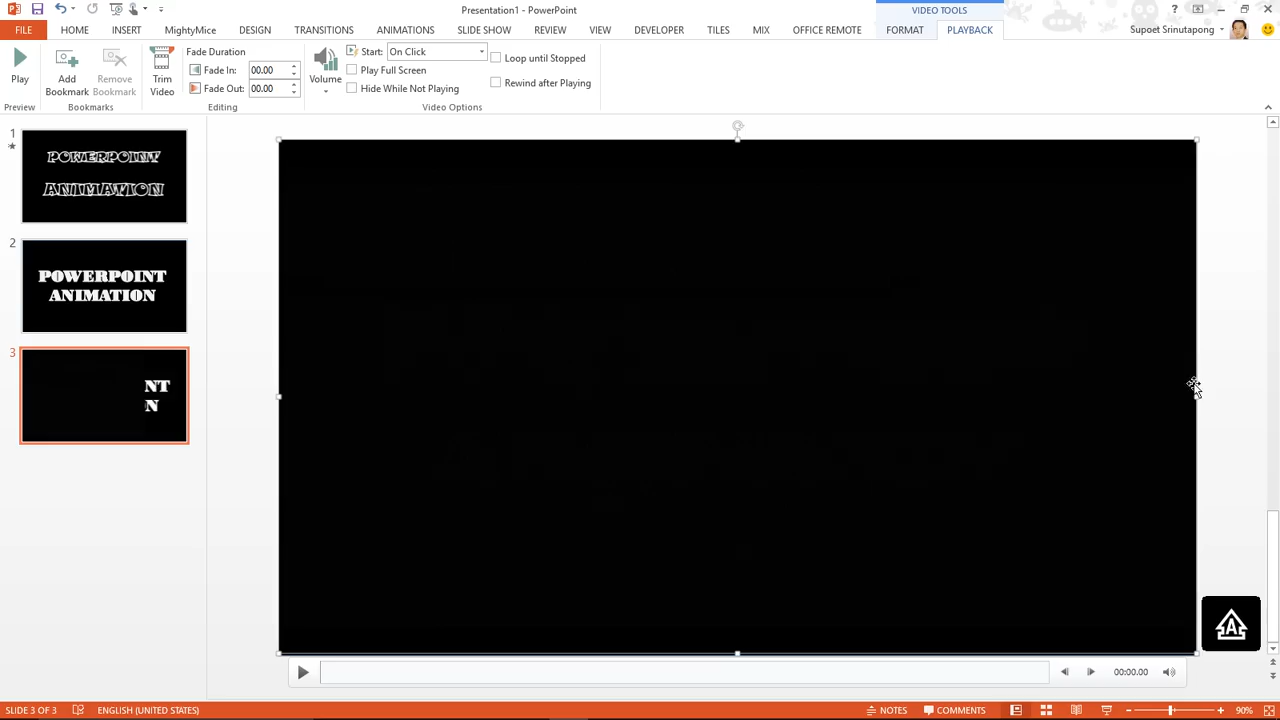 Presentation1 - PowerPoint
VIDEO TOOLS
?
FILE
HOME
INSERT
MightyMice
DESIGN
TRANSITIONS
ANIMATIONS
SLIDE SHOW
REVIEW
VIEW
DEVELOPER
TILES
MIX
OFFICE REMOTE
FORMAT
PLAYBACK
Supoet Srinutapong
Play
Add Bookmark
Remove Bookmark
Trim Video
Fade Duration
Fade In: 00.00
Fade Out: 00.00
Volume
Start: On Click
Play Full Screen
Hide While Not Playing
Loop until Stopped
Rewind after Playing
Preview
Bookmarks
Editing
Video Options
1
POWERPOINT
ANIMATION
2
POWERPOINT
ANIMATION
3
NT
N
00:00.00
A
SLIDE 3 OF 3
ENGLISH (UNITED STATES)
NOTES
COMMENTS
90%